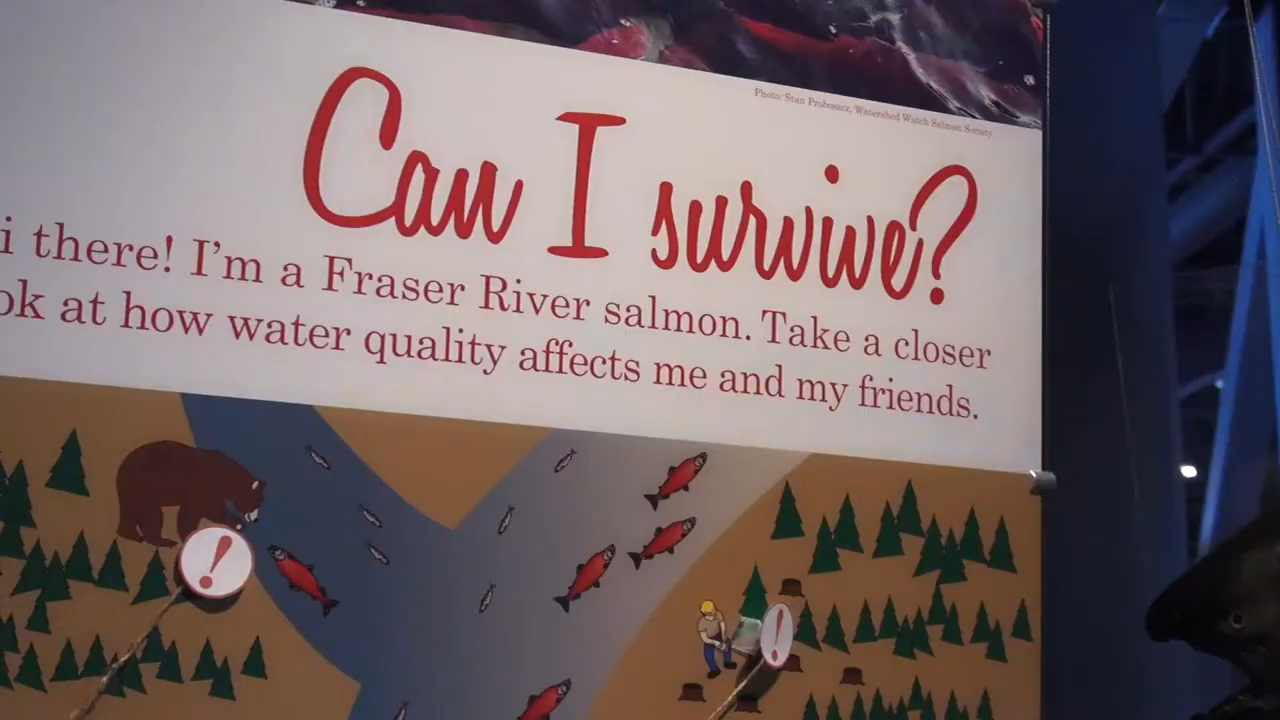 Photo: Stan Proboszcz, Watershed Watch Salmon Society
Can I survive?
i there! I'm a Fraser River salmon. Take a closer
ok at how water quality affects me and my friends.
!
!